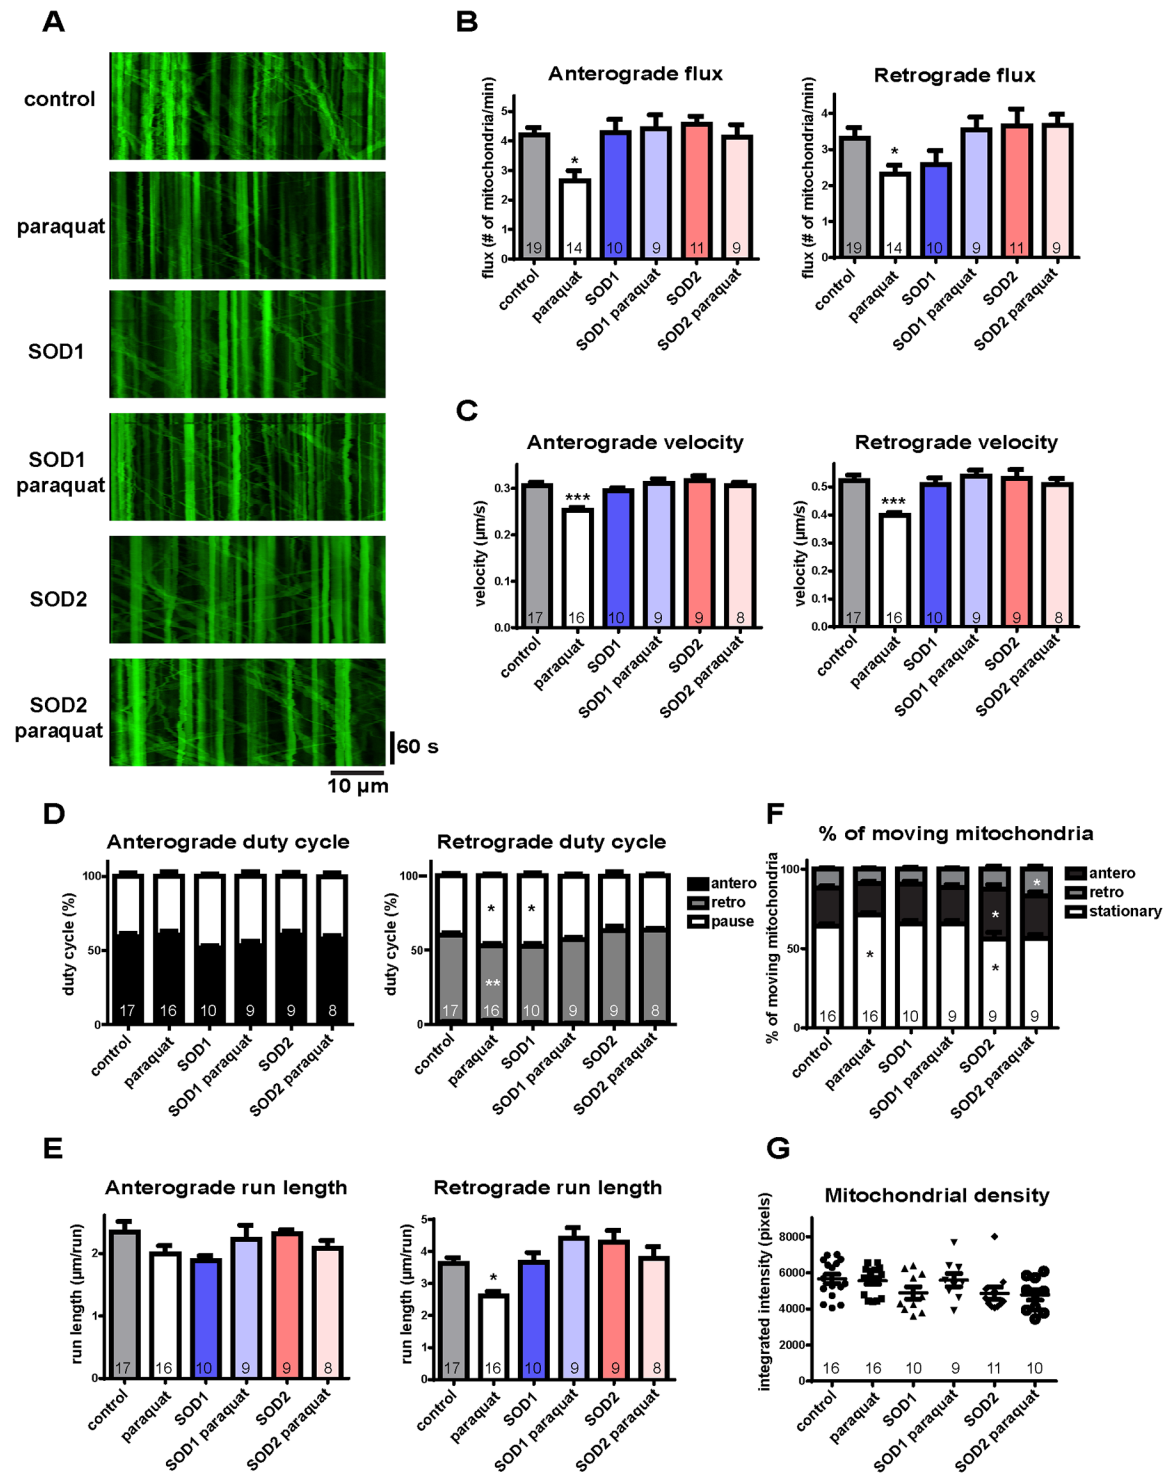 A
control
paraquat
SOD1
SOD1
paraquat
SOD2
SOD2
paraquat
60 s
10 µm
B
Anterograde flux
flux (# of mitochondria/min)
5
4
3
2
1
0
*
19 14 10 9 11 9
control paraquat SOD1 SOD1 paraquat SOD2 SOD2 paraquat
Retrograde flux
flux (# of mitochondria/min)
4
3
2
1
0
*
19 14 10 9 11 9
control paraquat SOD1 SOD1 paraquat SOD2 SOD2 paraquat
C
Anterograde velocity
velocity (µm/s)
0.3
0.2
0.1
0.0
***
17 16 10 9 9 8
control paraquat SOD1 SOD1 paraquat SOD2 SOD2 paraquat
Retrograde velocity
velocity (µm/s)
0.5
0.4
0.3
0.2
0.1
0.0
***
17 16 10 9 9 8
control paraquat SOD1 SOD1 paraquat SOD2 SOD2 paraquat
D
Anterograde duty cycle
duty cycle (%)
100
50
0
17 16 10 9 9 8
control paraquat SOD1 SOD1 paraquat SOD2 SOD2 paraquat
Retrograde duty cycle
duty cycle (%)
100
50
0
* *
**
17 16 10 9 9 8
control paraquat SOD1 SOD1 paraquat SOD2 SOD2 paraquat
antero
retro
pause
F
% of moving mitochondria
% of moving mitochondria
100
50
0
*
*
* *
16 16 10 9 9 9
control paraquat SOD1 SOD1 paraquat SOD2 SOD2 paraquat
antero
retro
stationary
E
Anterograde run length
run length (µm/run)
2
1
0
17 16 10 9 9 8
control paraquat SOD1 SOD1 paraquat SOD2 SOD2 paraquat
Retrograde run length
run length (µm/run)
5
4
3
2
1
0
*
17 16 10 9 9 8
control paraquat SOD1 SOD1 paraquat SOD2 SOD2 paraquat
G
Mitochondrial density
integrated intensity (pixels)
8000
6000
4000
2000
0
16 16 10 9 11 10
control paraquat SOD1 SOD1 paraquat SOD2 SOD2 paraquat